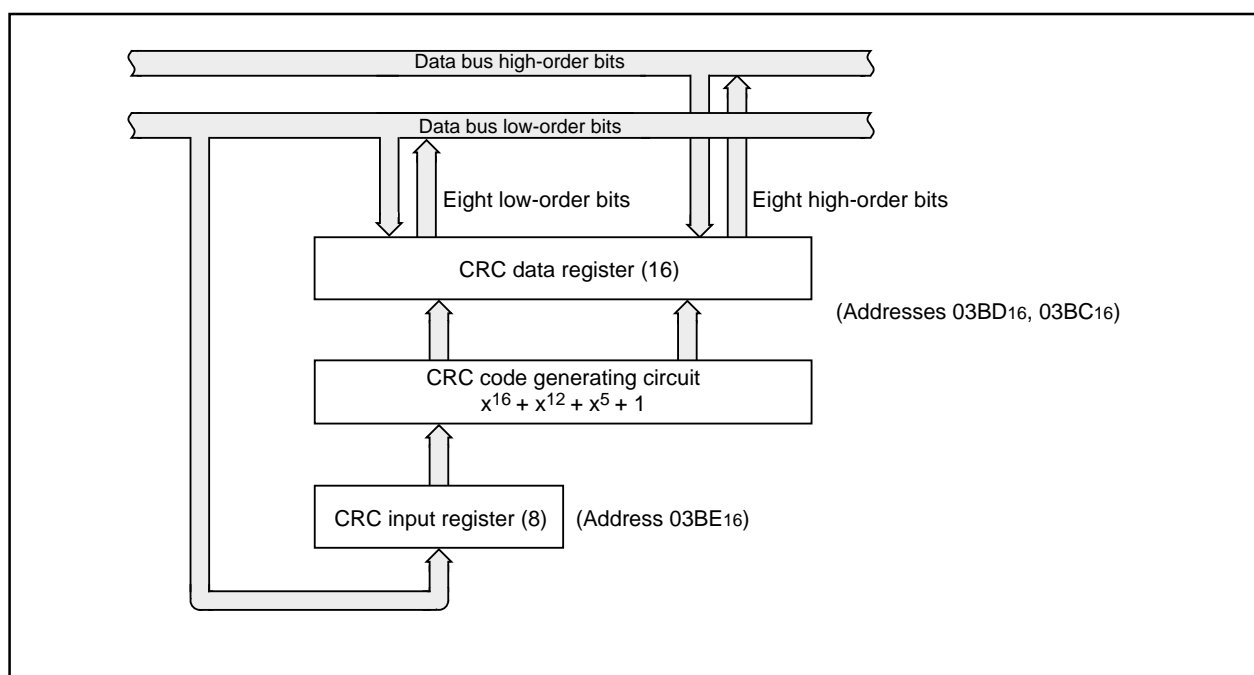 Data bus high-order bits
Data bus low-order bits
Eight low-order bits
Eight high-order bits
CRC data register (16)
(Addresses 03BD16, 03BC16)
CRC code generating circuit
x16 + x12 + x5 + 1
CRC input register (8)
(Address 03BE16)